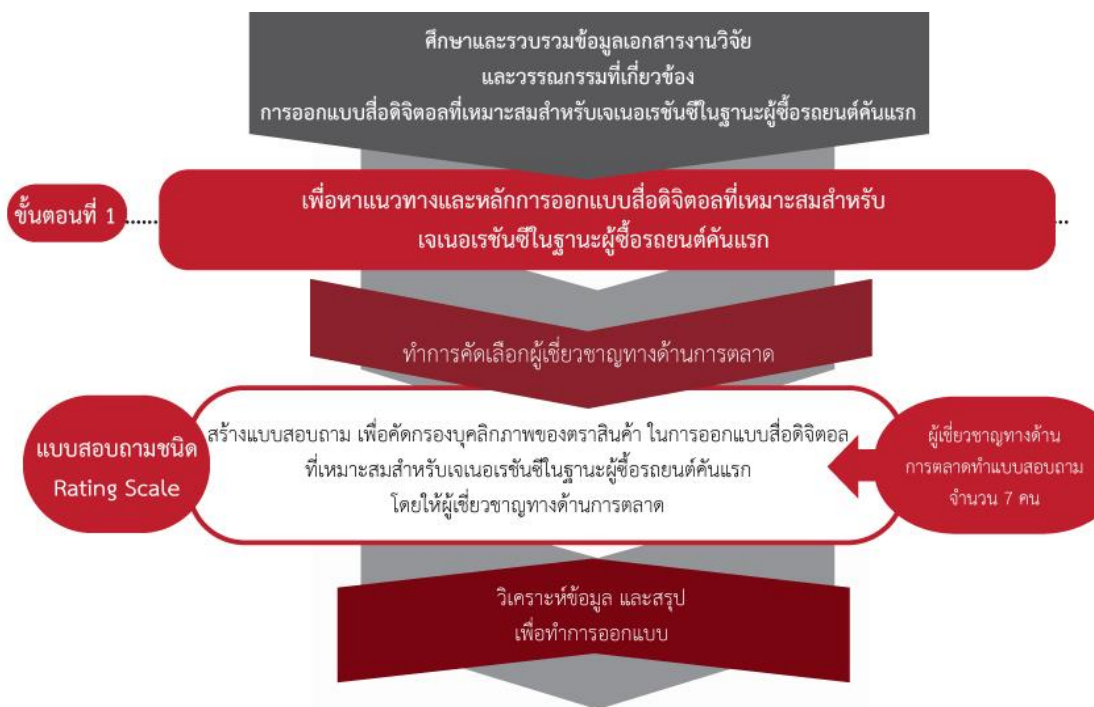 ศึกษาและรวบรวมข้อมูลเอกสารงานวิจัย
และวรรณกรรมที่เกี่ยวข้อง
การออกแบบสื่อดิจิตอลที่เหมาะสมสำหรับเจเนอเรชันซีในฐานะผู้ซื้อรถยนต์คันแรก
ขั้นตอนที่ 1
เพื่อหาแนวทางและหลักการออกแบบสื่อดิจิตอลที่เหมาะสมสำหรับ
เจเนอเรชันซีในฐานะผู้ซื้อรถยนต์คันแรก
ทำการคัดเลือกผู้เชี่ยวชาญทางด้านการตลาด
แบบสอบถามชนิด
Rating Scale
สร้างแบบสอบถาม เพื่อคัดกรองบุคลิกภาพของตราสินค้า ในการออกแบบสื่อดิจิตอล
ที่เหมาะสมสำหรับเจเนอเรชันซีในฐานะผู้ซื้อรถยนต์คันแรก
โดยให้ผู้เชี่ยวชาญทางด้านการตลาด
ผู้เชี่ยวชาญทางด้าน
การตลาดทำแบบสอบถาม
จำนวน 7 คน
วิเคราะห์ข้อมูล และสรุป
เพื่อทำการออกแบบ